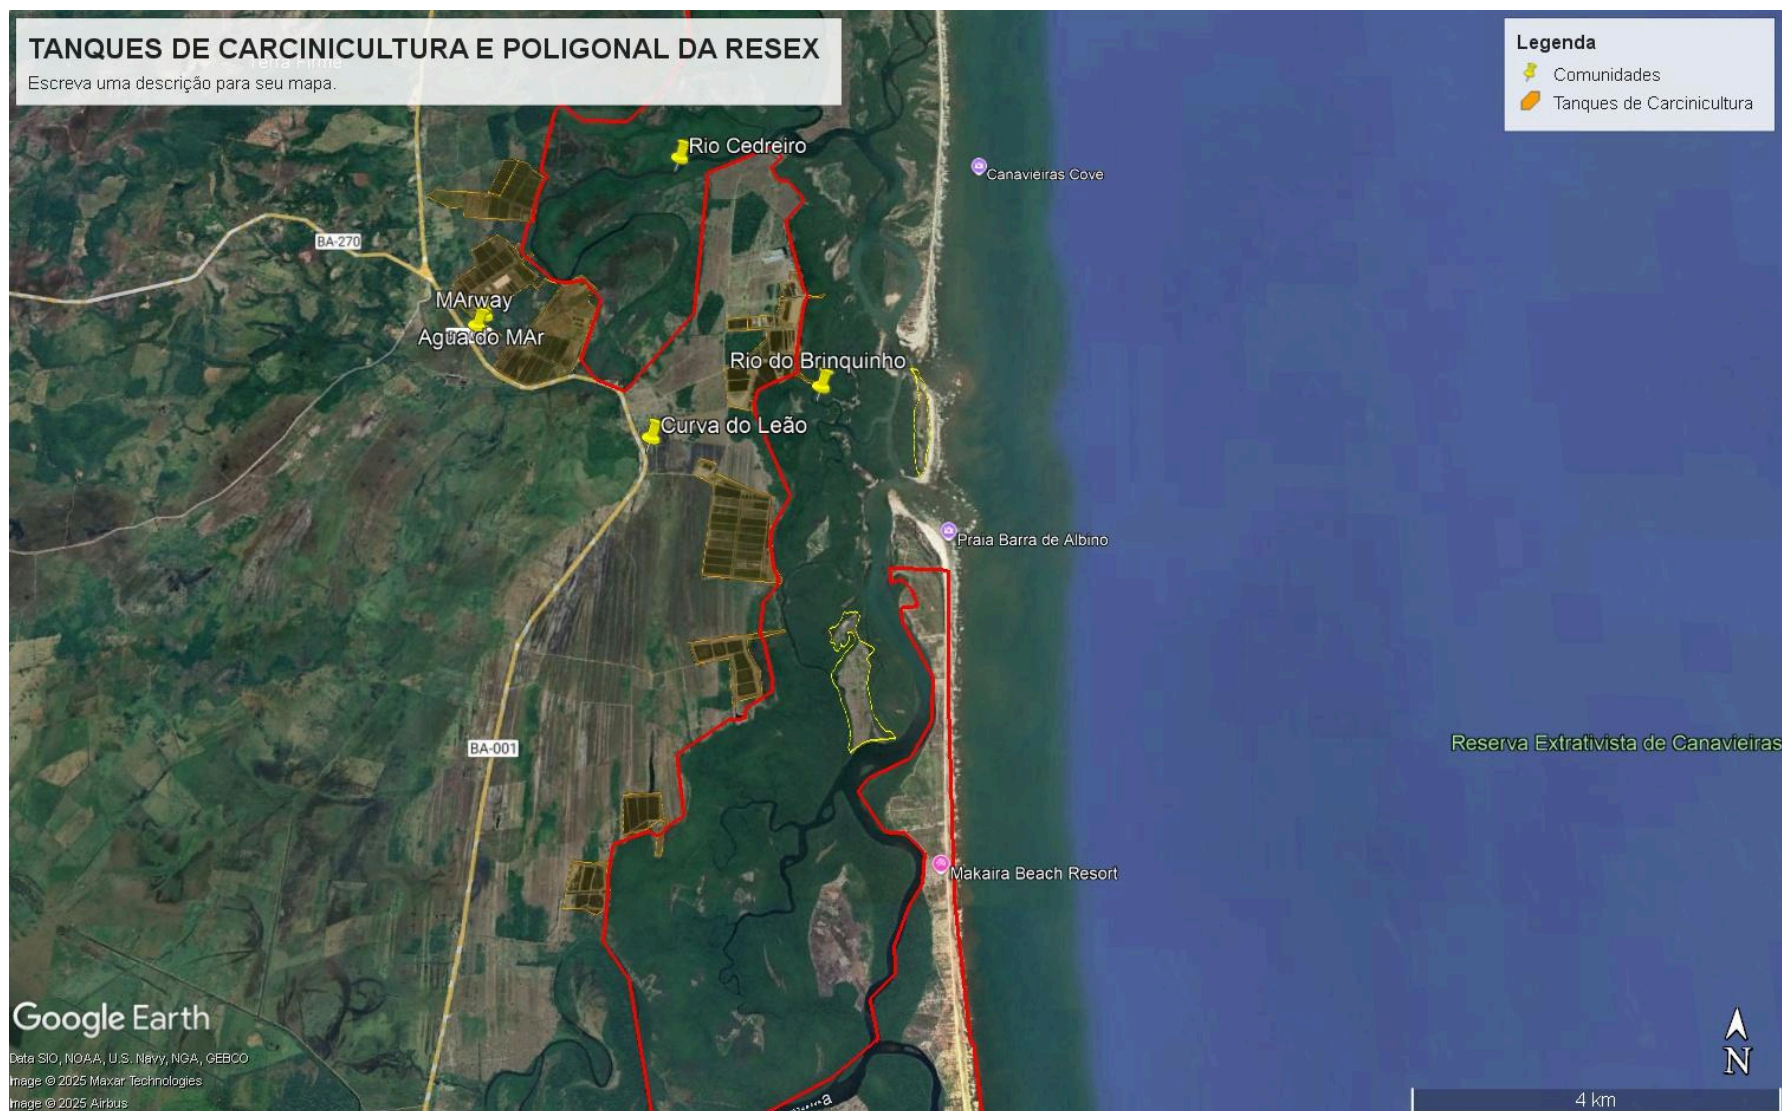 TANQUES DE CARCINICULTURA E POLIGONAL DA RESEX
Escreva uma descrição para seu mapa.
Legenda
Comunidades
Tanques de Carcinicultura
Rio Cedreiro
Canavieiras Cove
BA-270
MArway
Agua do MAr
Rio do Brinquinho
Curva do Leão
Praia Barra de Albino
BA-001
Reserva Extrativista de Canavieiras
Makaira Beach Resort
Google Earth
Data SIO, NOAA, U.S. Navy, NGA, GEBCO
Image © 2025 Maxar Technologies
Image © 2025 Airbus
N
4 km